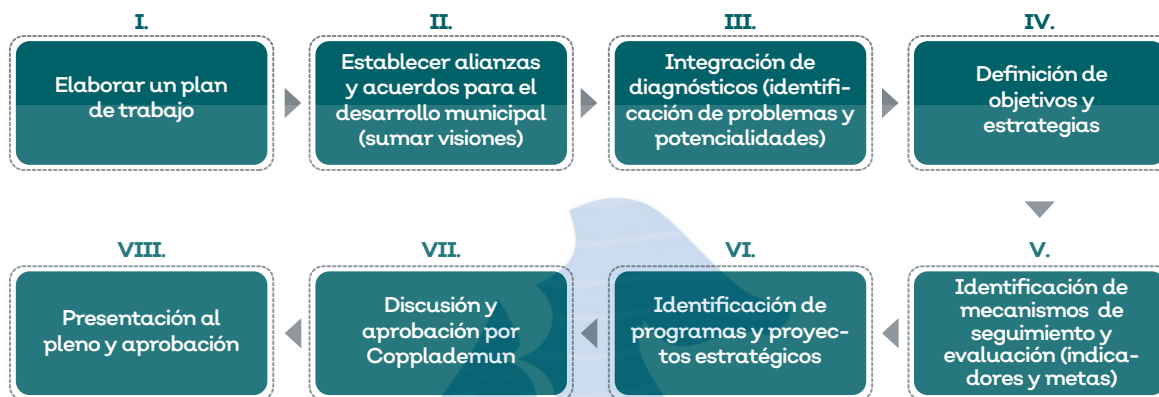 I.
Elaborar un plan
de trabajo
II.
Establecer alianzas
y acuerdos para el
desarrollo municipal
(sumar visiones)
III.
Integración de
diagnósticos (identifi-
cación de problemas y
potencialidades)
IV.
Definición de
objetivos y
estrategias
V.
Identificación de
mecanismos de
seguimiento y
evaluación (indica-
dores y metas)
VI.
Identificación de
programas y proyec-
tos estratégicos
VII.
Discusión y
aprobación por
Copplademun
VIII.
Presentación al
pleno y aprobación